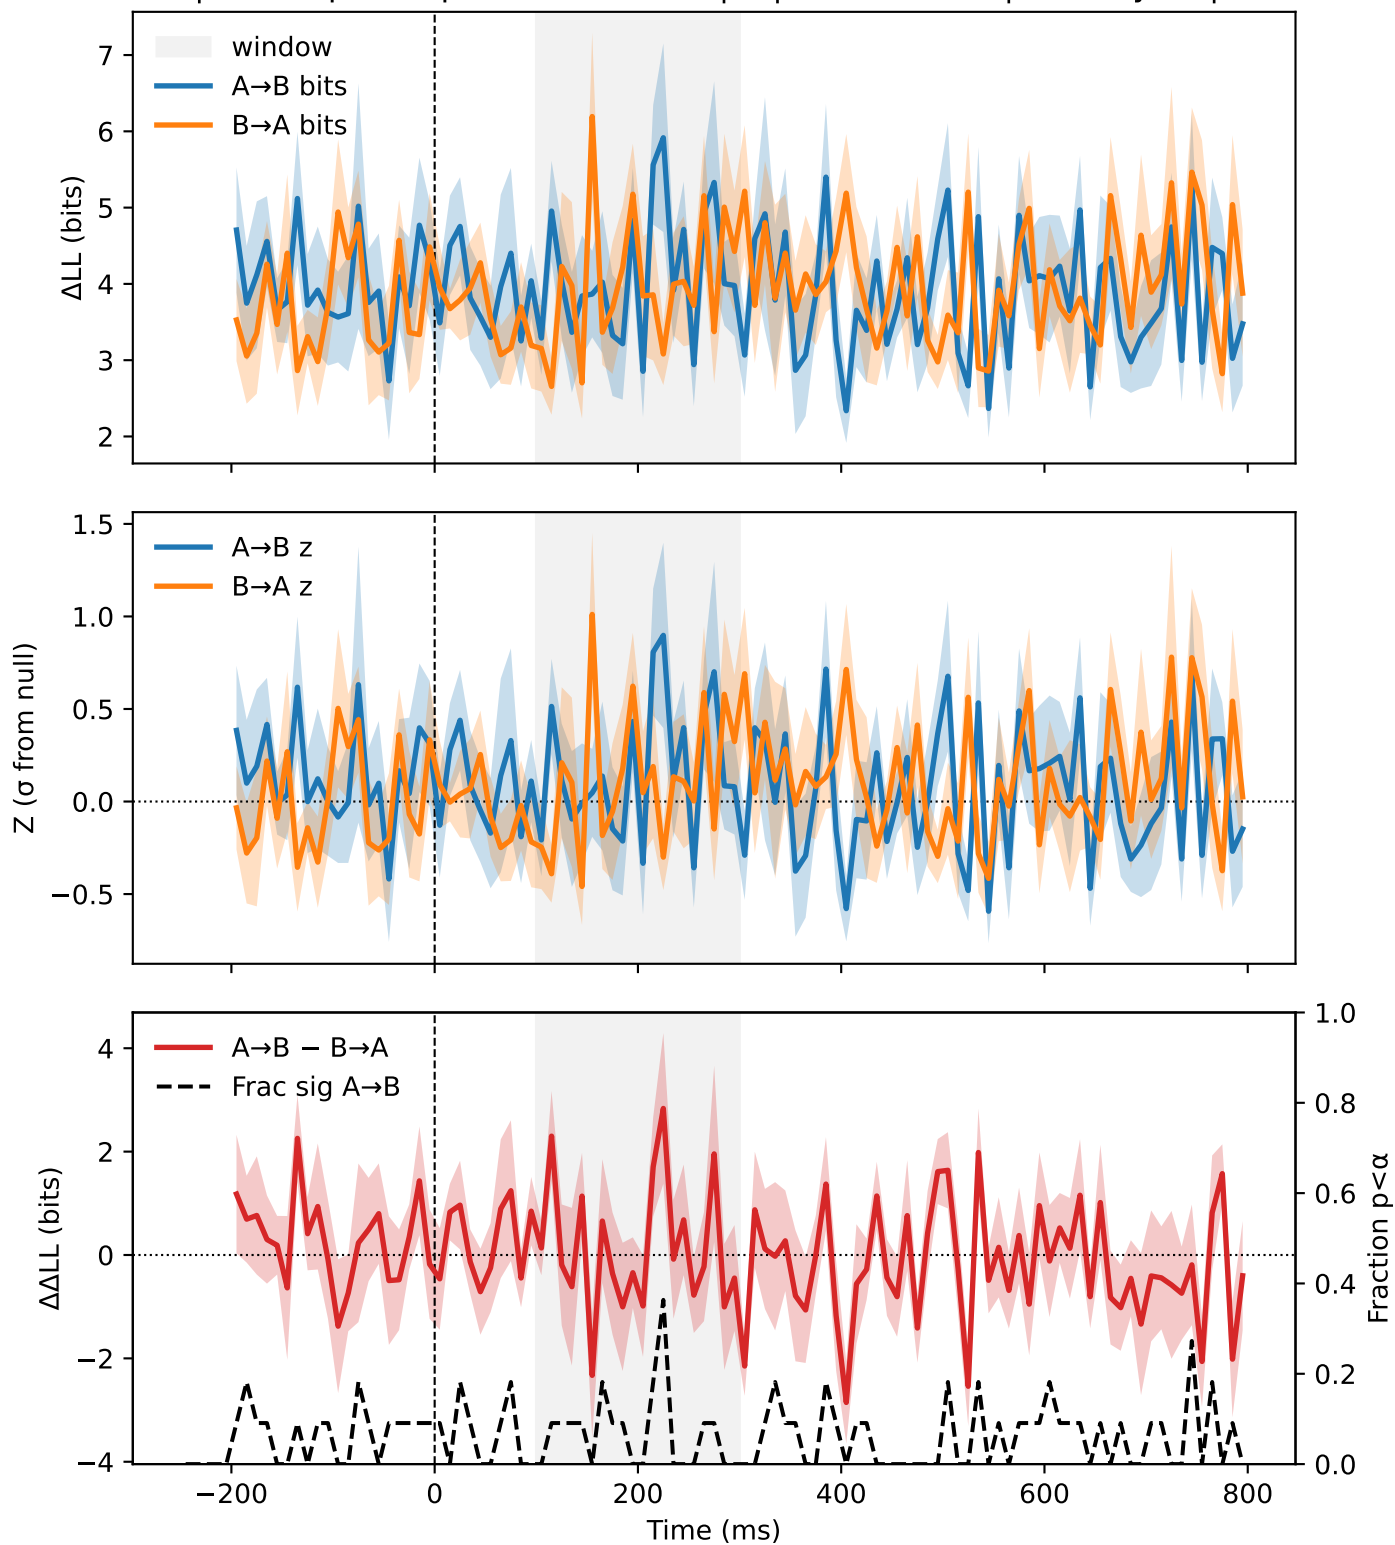 7
6
5
4
3
2
ΔLL (bits)
window
A→B bits
B→A bits
1.5
1.0
0.5
0.0
−0.5
Z (σ from null)
A→B z
B→A z
4
2
0
−2
−4
ΔΔLL (bits)
A→B − B→A
Frac sig A→B
1.0
0.8
0.6
0.4
0.2
0.0
Fraction p<α
−200 0 200 400 600 800
Time (ms)